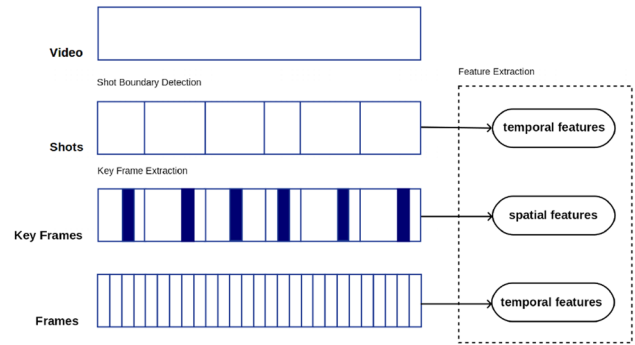 Video
Shot Boundary Detection
Feature Extraction
Shots
temporal features
Key Frame Extraction
Key Frames
spatial features
Frames
temporal features